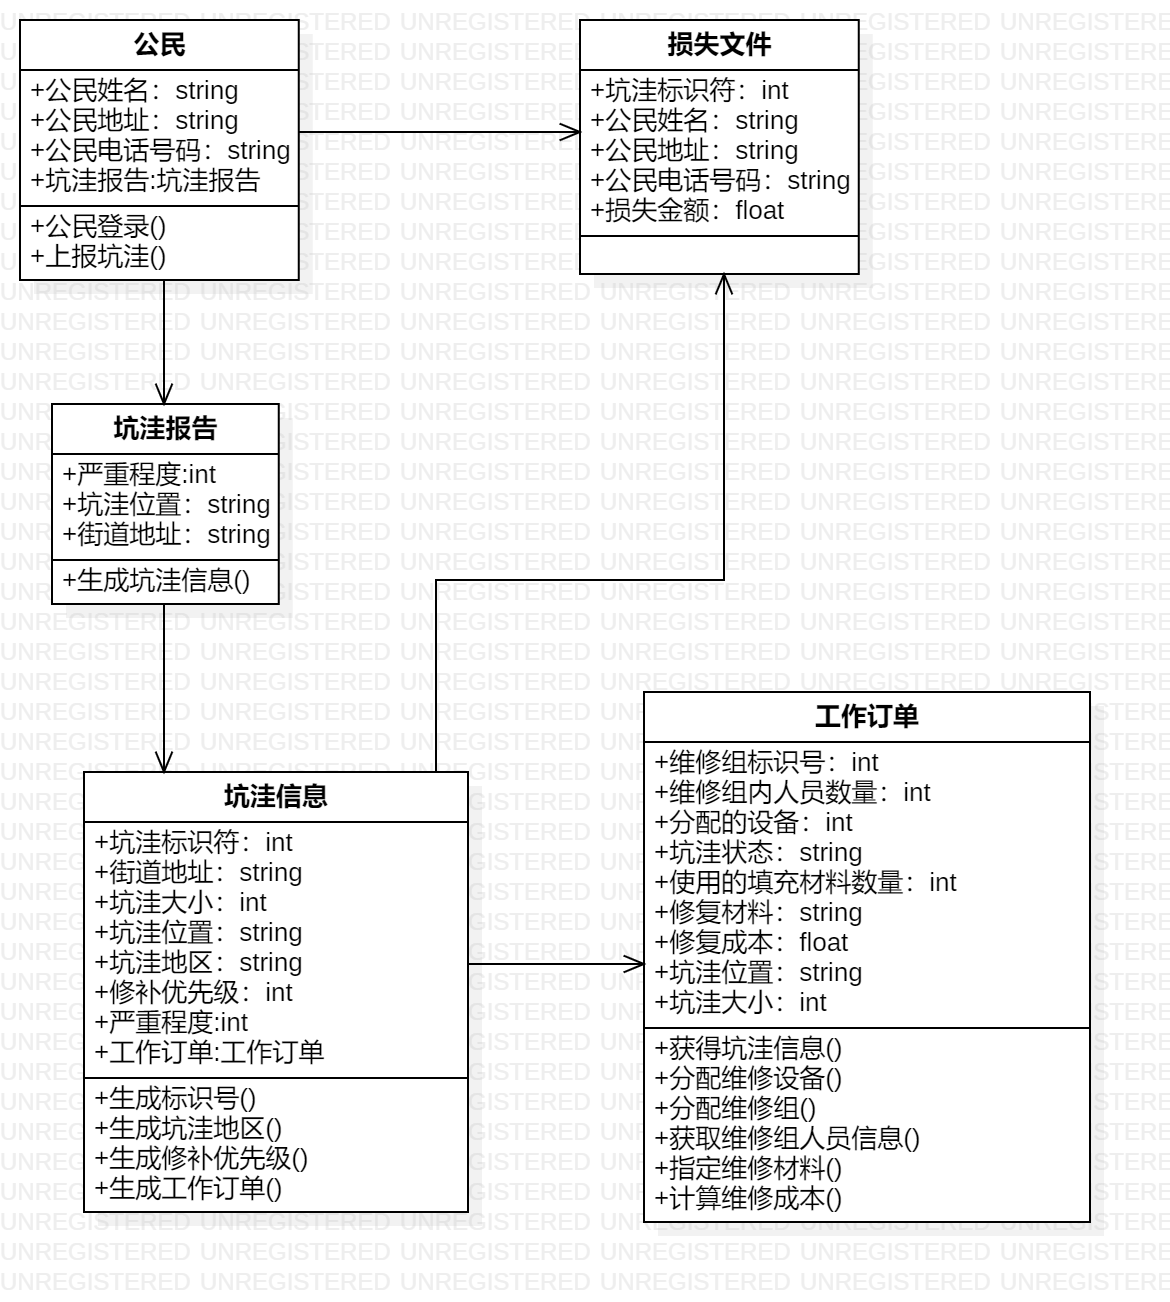 公民
+公民姓名：string
+公民地址：string
+公民电话号码：string
+坑洼报告:坑洼报告
+公民登录()
+上报坑洼()
损失文件
+坑洼标识符：int
+公民姓名：string
+公民地址：string
+公民电话号码：string
+损失金额：float
坑洼报告
+严重程度:int
+坑洼位置：string
+街道地址：string
+生成坑洼信息()
坑洼信息
+坑洼标识符：int
+街道地址：string
+坑洼大小：int
+坑洼位置：string
+坑洼地区：string
+修补优先级：int
+严重程度:int
+工作订单:工作订单
+生成标识号()
+生成坑洼地区()
+生成修补优先级()
+生成工作订单()
工作订单
+维修组标识号：int
+维修组内人员数量：int
+分配的设备：int
+坑洼状态：string
+使用的填充材料数量：int
+修复材料：string
+修复成本：float
+坑洼位置：string
+坑洼大小：int
+获得坑洼信息()
+分配维修设备()
+分配维修组()
+获取维修组人员信息()
+指定维修材料()
+计算维修成本()
UNREGISTERED